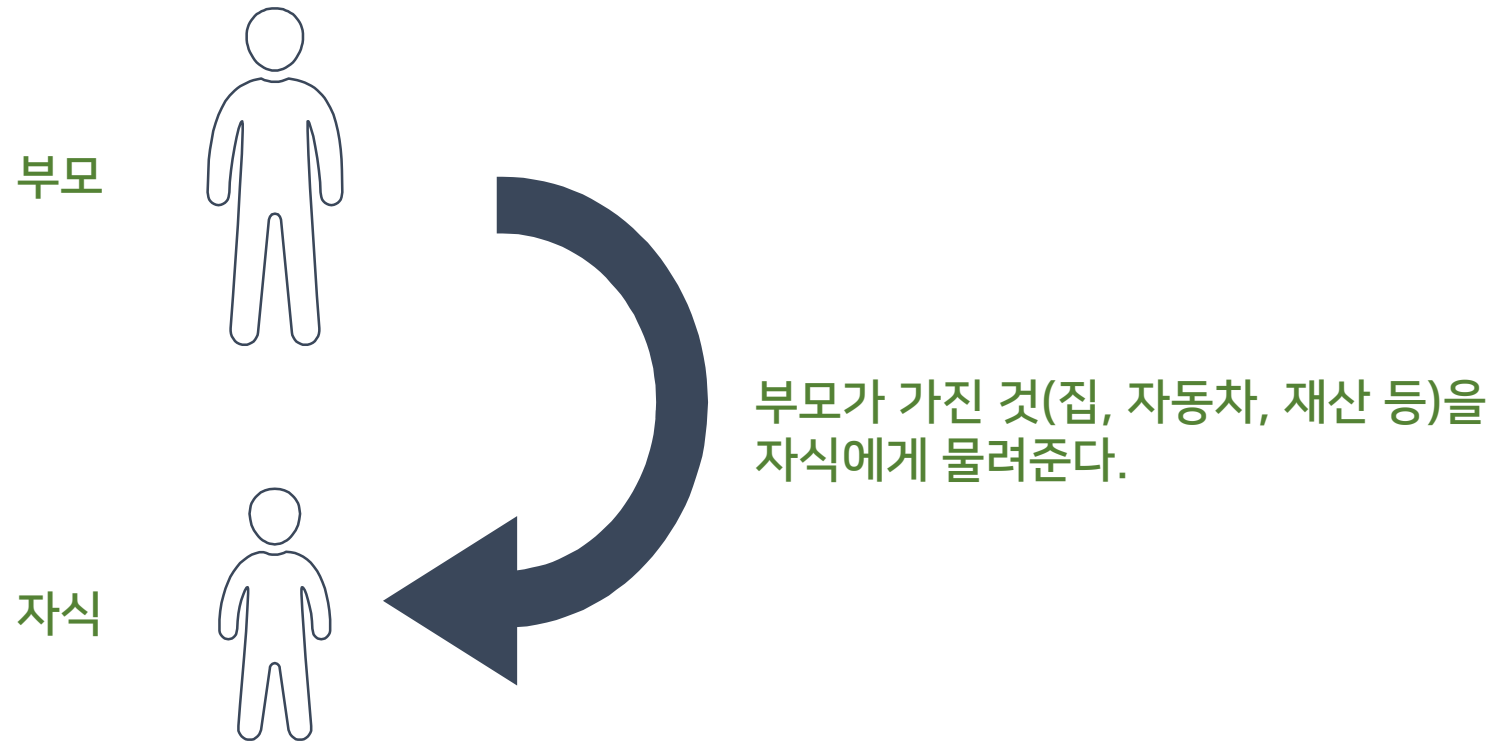 부모
부모가 가진 것(집, 자동차, 재산 등)을
자식에게 물려준다.
자식